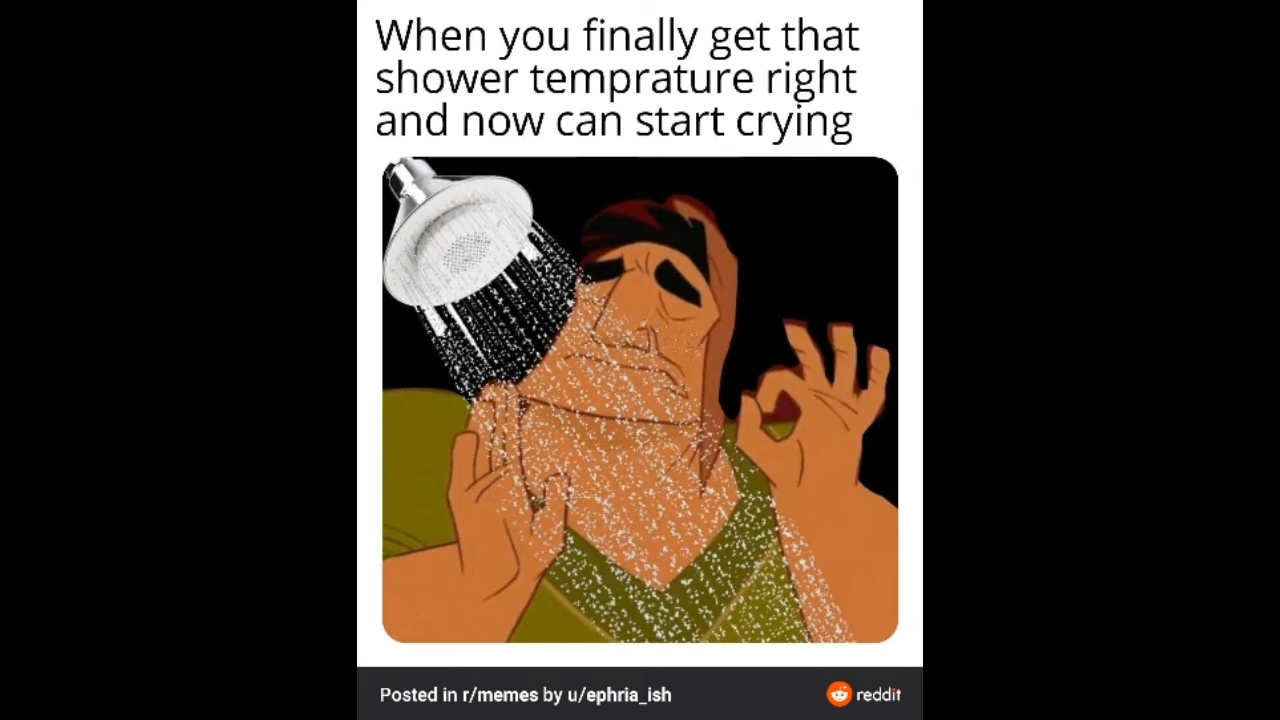 When you finally get that
shower temprature right
and now can start crying
Posted in r/memes by u/ephria_ish
reddit